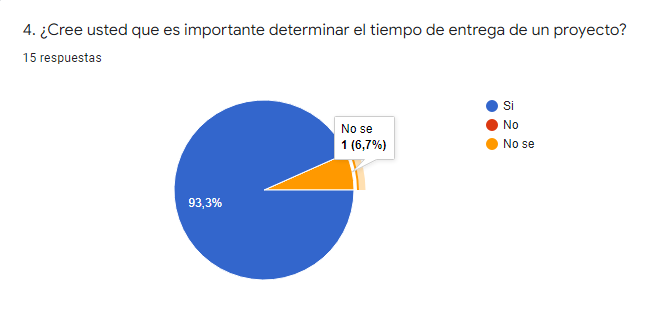 4. ¿Cree usted que es importante determinar el tiempo de entrega de un proyecto?
15 respuestas
No se
1 (6,7%)
93,3%
Si
No
No se